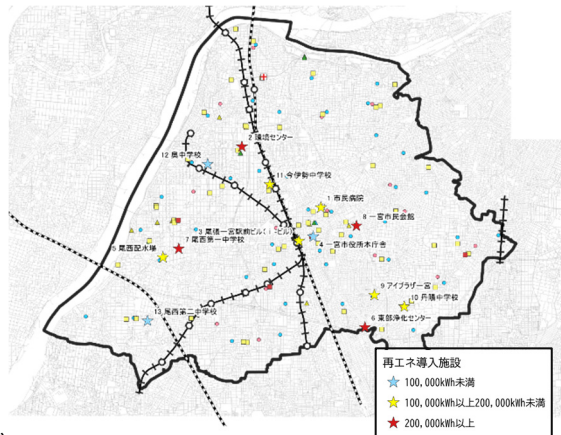 2 環境センター
12 奥中学校
11 今伊勢中学校
1 市民病院
8 一宮市民会館
3 尾張一宮駅前ビル(i-ビル)
7 尾西第一中学校
4 一宮市役所本庁舎
5 尾西配水場
9 アイプラザ一宮
10 丹陽中学校
13 尾西第二中学校
6 東部浄化センター
再エネ導入施設
100,000kWh未満
100,000kWh以上200,000kWh未満
200,000kWh以上